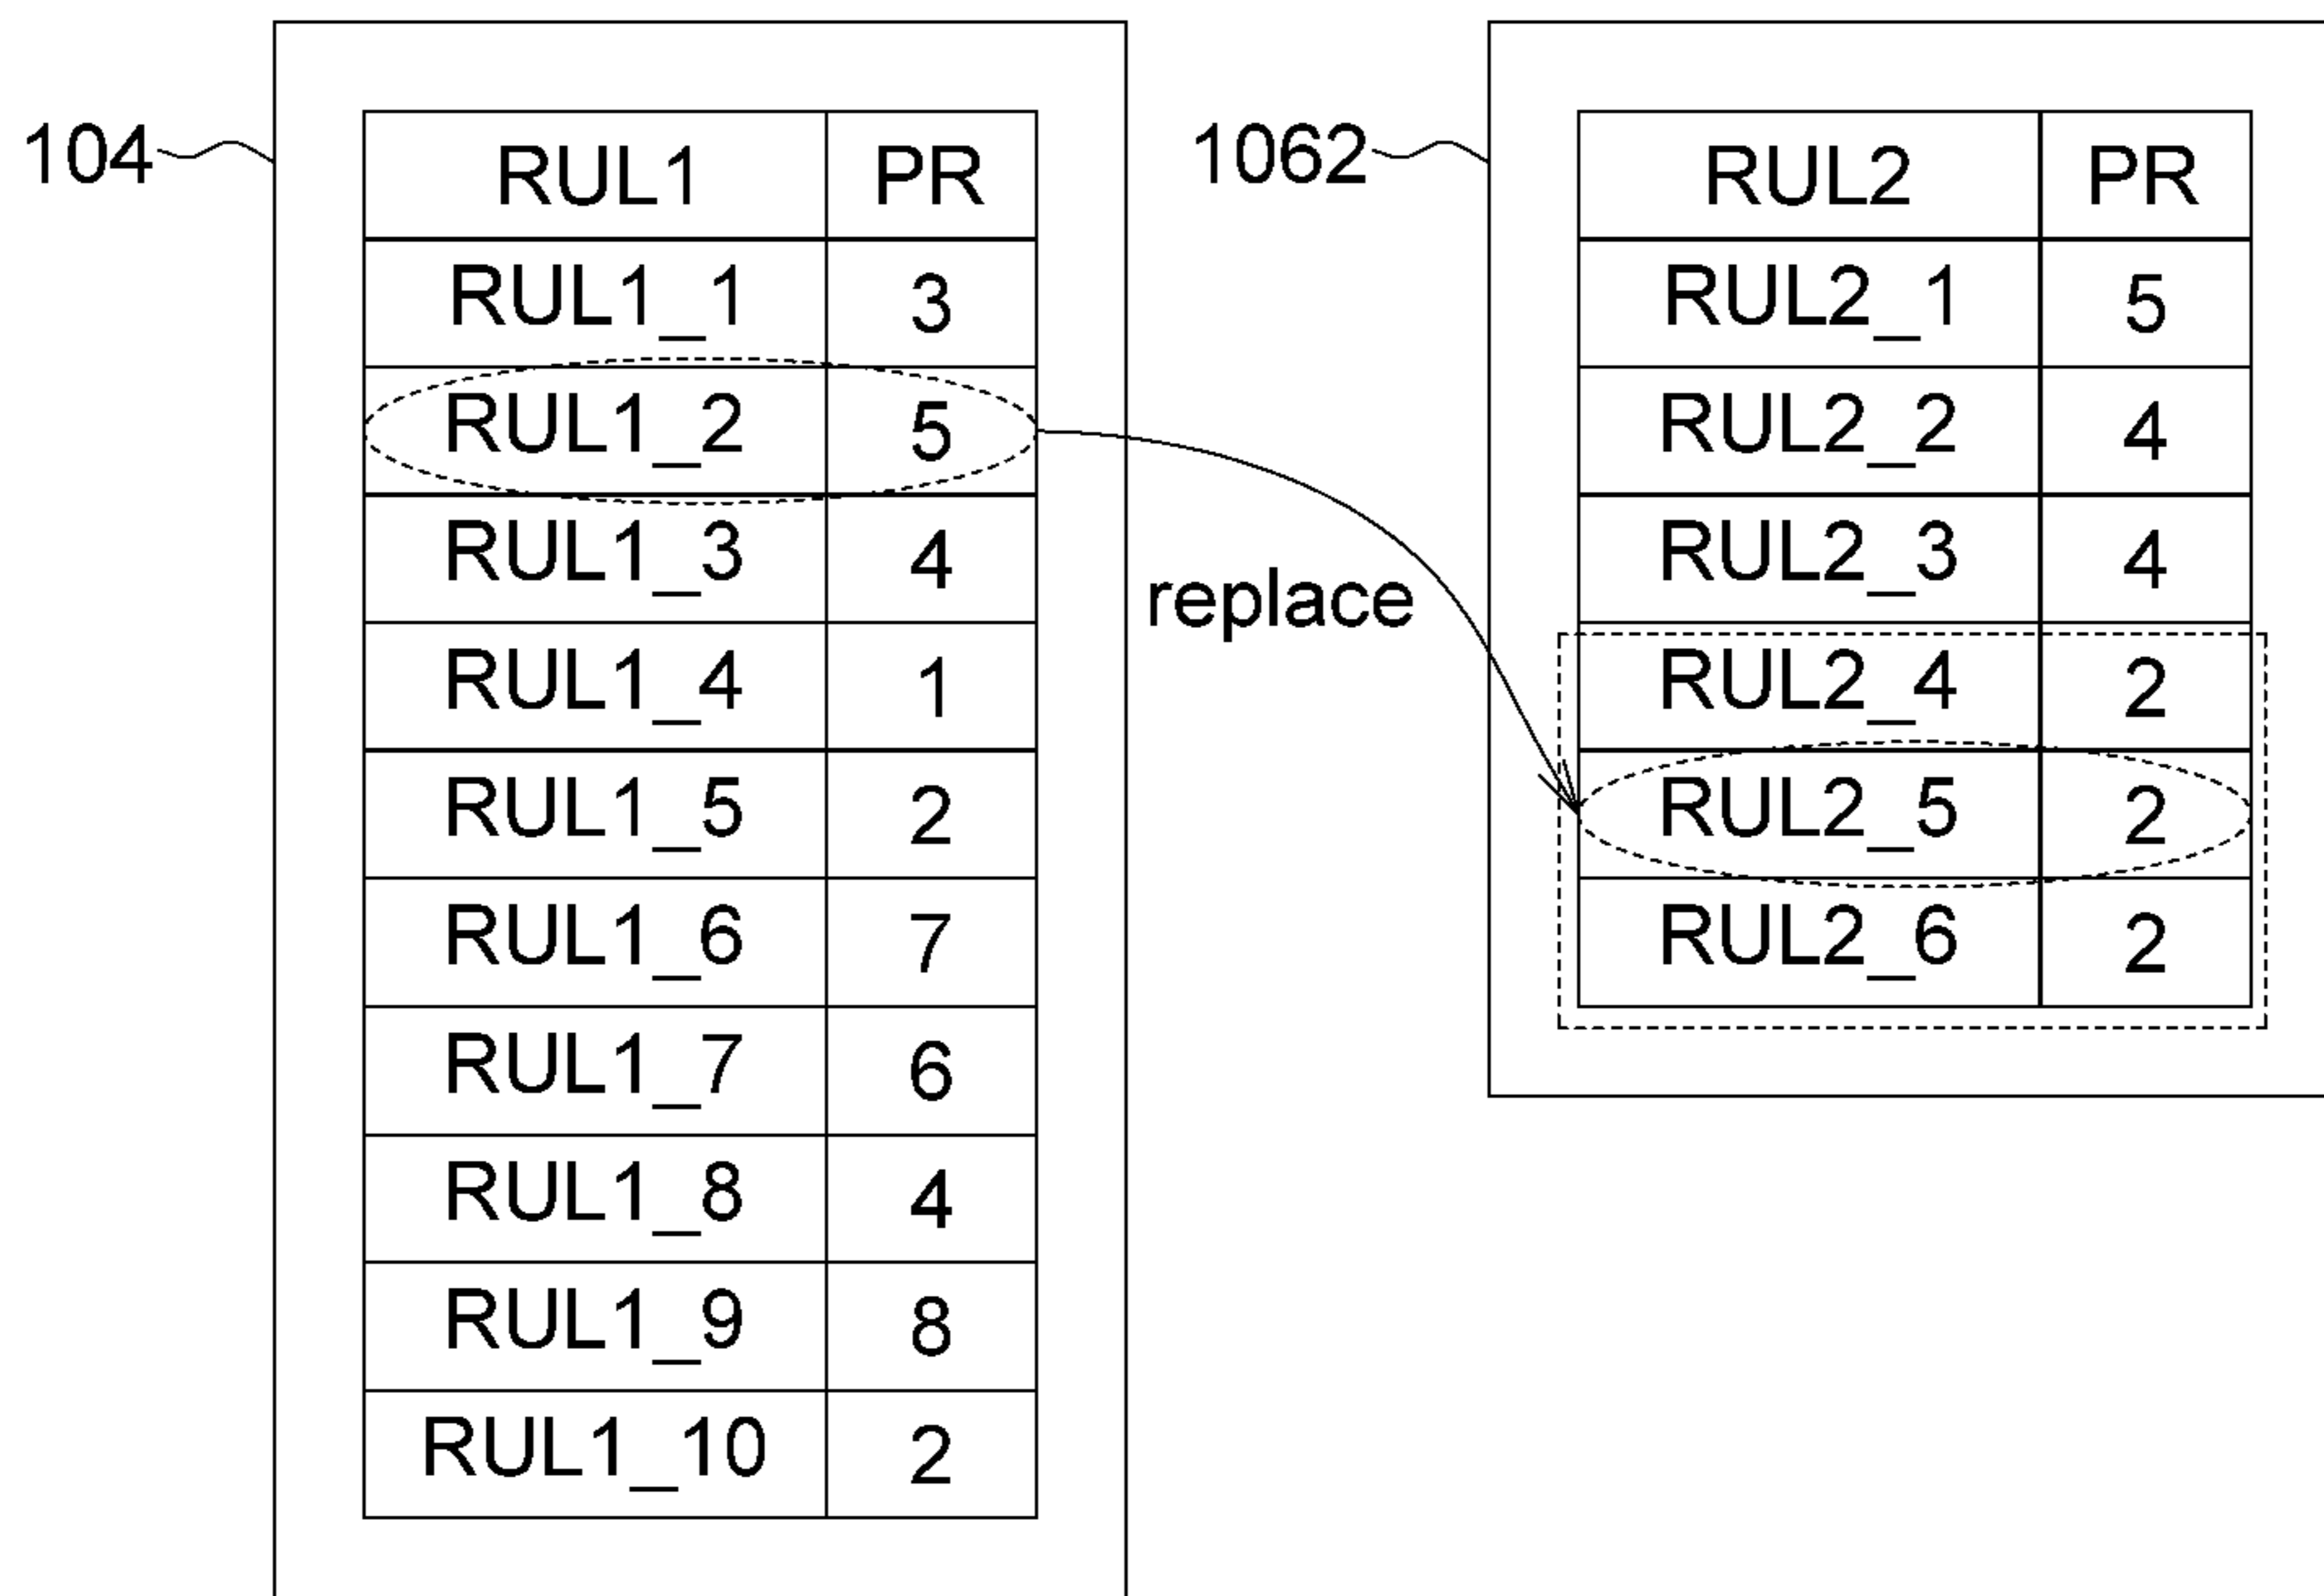 104
RUL1 PR
RUL1_1 3
RUL1_2 5
RUL1_3 4
RUL1_4 1
RUL1_5 2
RUL1_6 7
RUL1_7 6
RUL1_8 4
RUL1_9 8
RUL1_10 2
replace
1062
RUL2 PR
RUL2_1 5
RUL2_2 4
RUL2_3 4
RUL2_4 2
RUL2_5 2
RUL2_6 2